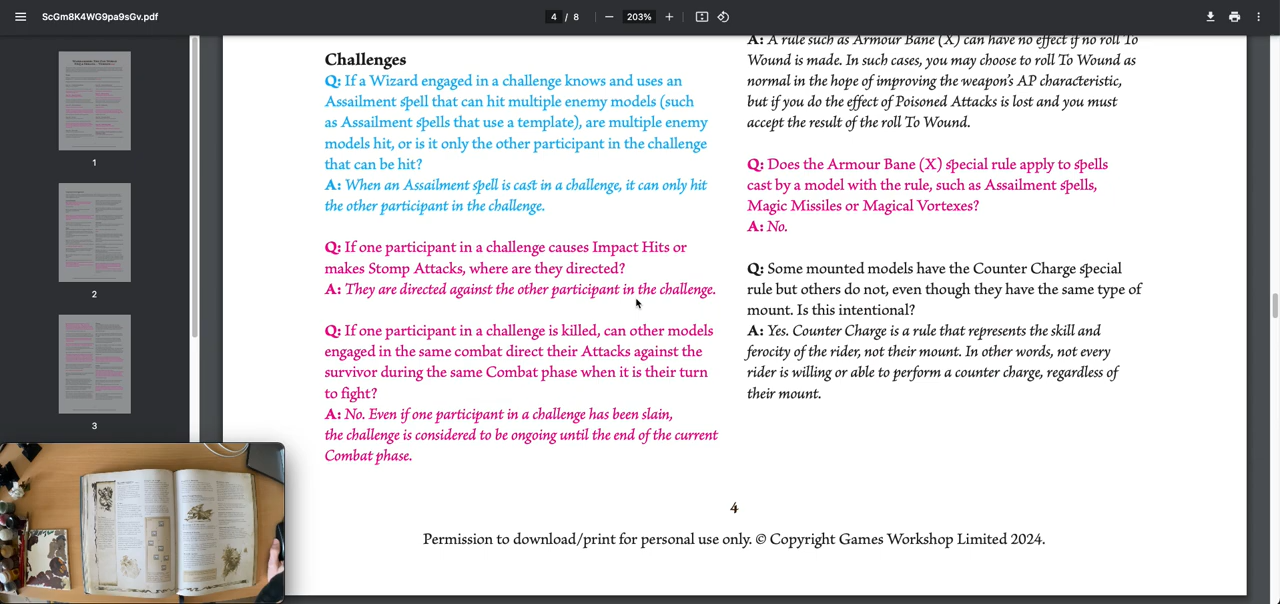 ScGm8K4WG9pa9sGv.pdf
4 / 8
203%
1
2
3
Challenges
Q: If a Wizard engaged in a challenge knows and uses an
Assailment spell that can hit multiple enemy models (such
as Assailment spells that use a template), are multiple enemy
models hit, or is it only the other participant in the challenge
that can be hit?
A: When an Assailment spell is cast in a challenge, it can only hit
the other participant in the challenge.
Q: If one participant in a challenge causes Impact Hits or
makes Stomp Attacks, where are they directed?
A: They are directed against the other participant in the challenge.
Q: If one participant in a challenge is killed, can other models
engaged in the same combat direct their Attacks against the
survivor during the same Combat phase when it is their turn
to fight?
A: No. Even if one participant in a challenge has been slain,
the challenge is considered to be ongoing until the end of the current
Combat phase.
A: A rule such as Armour Bane (X) can have no effect if no roll To
Wound is made. In such cases, you may choose to roll To Wound as
normal in the hope of improving the weapon's AP characteristic,
but if you do the effect of Poisoned Attacks is lost and you must
accept the result of the roll To Wound.
Q: Does the Armour Bane (X) special rule apply to spells
cast by a model with the rule, such as Assailment spells,
Magic Missiles or Magical Vortexes?
A: No.
Q: Some mounted models have the Counter Charge special
rule but others do not, even though they have the same type of
mount. Is this intentional?
A: Yes. Counter Charge is a rule that represents the skill and
ferocity of the rider, not their mount. In other words, not every
rider is willing or able to perform a counter charge, regardless of
their mount.
4
Permission to download/print for personal use only. © Copyright Games Workshop Limited 2024.